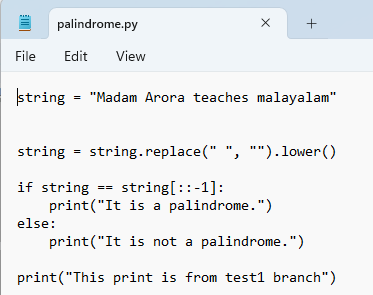 palindrome.py
File Edit View
string = "Madam Arora teaches malayalam"
string = string.replace(" ", "").lower()
if string == string[::-1]:
    print("It is a palindrome.")
else:
    print("It is not a palindrome.")
print("This print is from test1 branch")